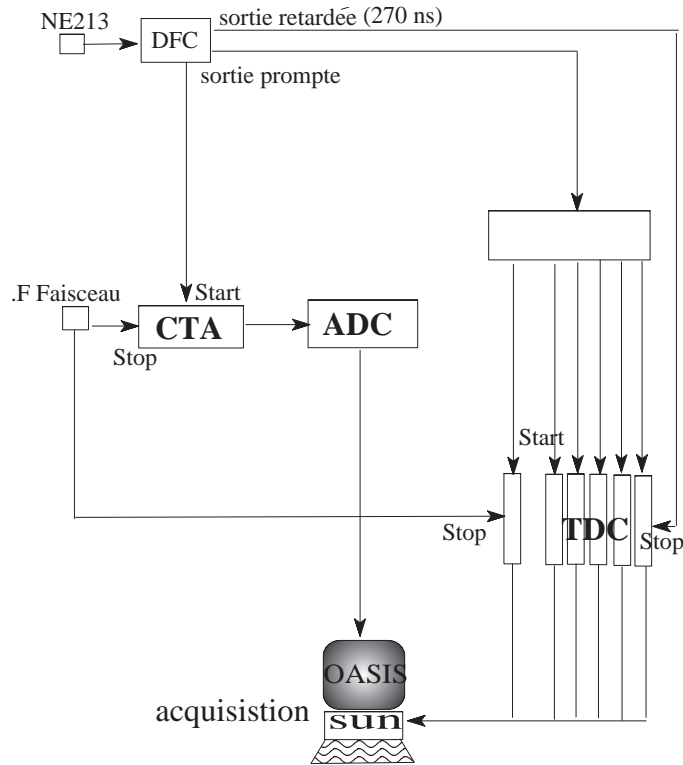 NE213
DFC
sortie retardée (270 ns)
sortie prompte
.F Faisceau
Start
CTA
ADC
Stop
Start
Stop
TDC
Stop
OASIS
acquisistion
sun